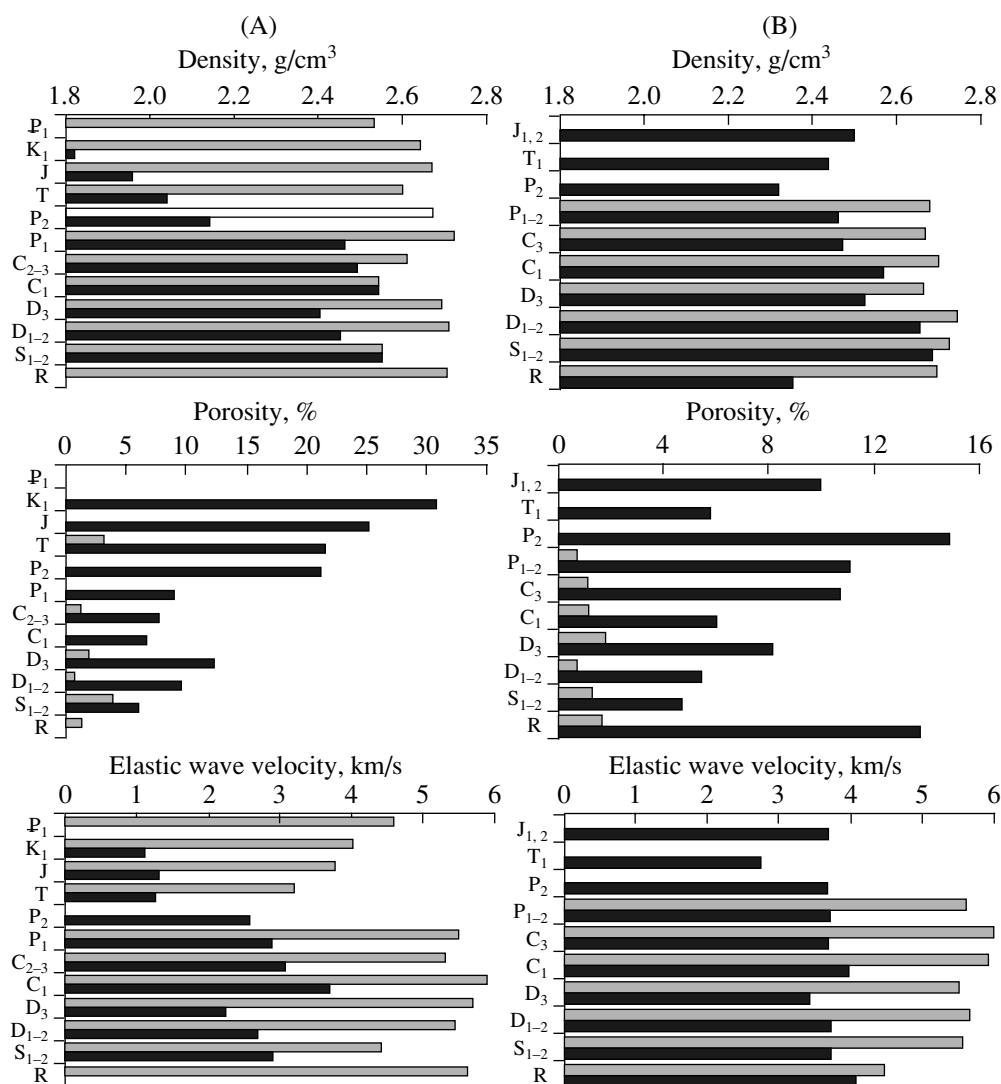 (A)
Density, g/cm³
1.8 2.0 2.2 2.4 2.6 2.8
P₁
K₁
J
T
P₂
P₁
C₂₋₃
C₁
D₃
D₁₋₂
S₁₋₂
R
Porosity, %
0 5 10 15 20 25 30 35
P₁
K₁
J
T
P₂
P₁
C₂₋₃
C₁
D₃
D₁₋₂
S₁₋₂
R
Elastic wave velocity, km/s
0 1 2 3 4 5 6
P₁
K₁
J
T
P₂
P₁
C₂₋₃
C₁
D₃
D₁₋₂
S₁₋₂
R
(B)
Density, g/cm³
1.8 2.0 2.2 2.4 2.6 2.8
J₁,₂
T₁
P₂
P₁₋₂
C₃
C₁
D₃
D₁₋₂
S₁₋₂
R
Porosity, %
0 4 8 12 16
J₁,₂
T₁
P₂
P₁₋₂
C₃
C₁
D₃
D₁₋₂
S₁₋₂
R
Elastic wave velocity, km/s
0 1 2 3 4 5 6
J₁,₂
T₁
P₂
P₁₋₂
C₃
C₁
D₃
D₁₋₂
S₁₋₂
R